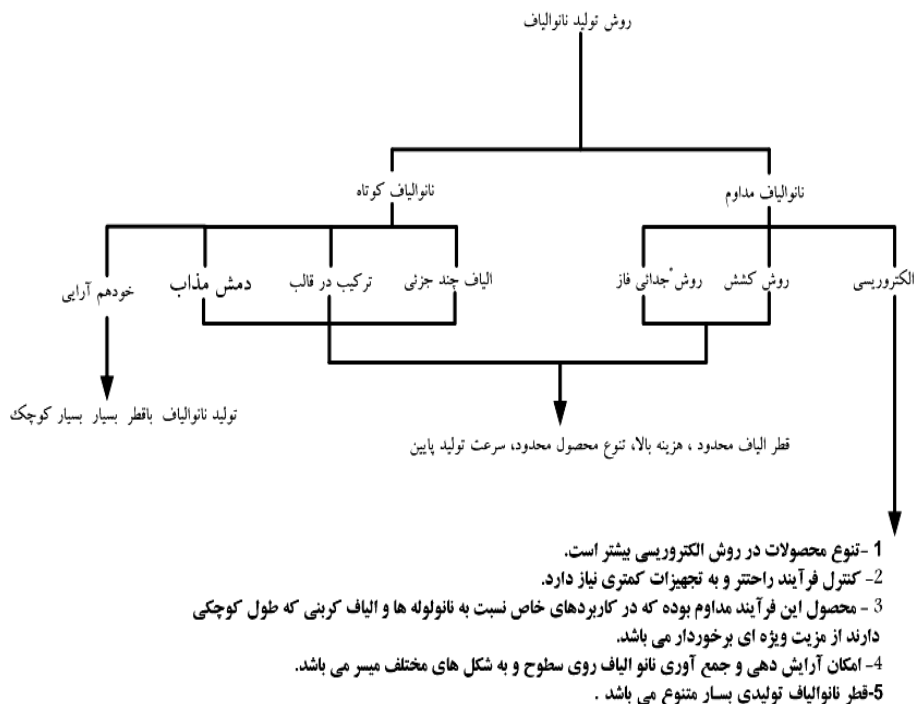 روش تولید نانوالیاف
نانوالیاف مداوم
نانوالیاف کوتاه
الکتروریسی
روش کشش
روش جدائی فاز
الیاف چند جزئی
ترکیب در قالب
دمش مذاب
خودهم آرایی
تولید نانوالیاف باقطر بسیار بسیار کوچک
قطر الیاف محدود ، هزینه بالا، تنوع محصول محدود، سرعت تولید پایین
1 -تنوع محصولات در روش الکتروریسی بیشتر است.
2- کنترل فرآیند راحتتر و به تجهیزات کمتری نیاز دارد.
3 - محصول این فرآیند مداوم بوده که در کاربردهای خاص نسبت به نانولوله ها و الیاف کربنی که طول کوچکی
دارند از مزیت ویژه ای برخوردار می باشد.
4- امکان آرایش دهی و جمع آوری نانو الیاف روی سطوح و به شکل های مختلف میسر می باشد.
5-قطر نانوالیاف تولیدی بسار متنوع می باشد .